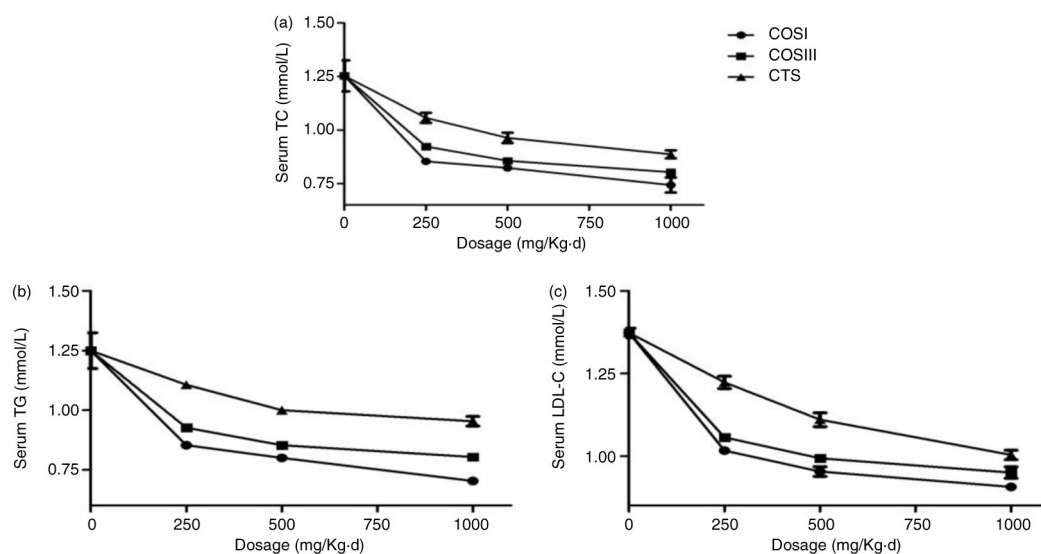 (a)
1.50
1.25
1.00
0.75
Serum TC (mmol/L)
0 250 500 750 1000
Dosage (mg/Kg·d)
COSI
COSIII
CTS
(b)
1.50
1.25
1.00
0.75
Serum TG (mmol/L)
0 250 500 750 1000
Dosage (mg/Kg·d)
(c)
1.50
1.25
1.00
Serum LDL-C (mmol/L)
0 250 500 750 1000
Dosage (mg/Kg·d)